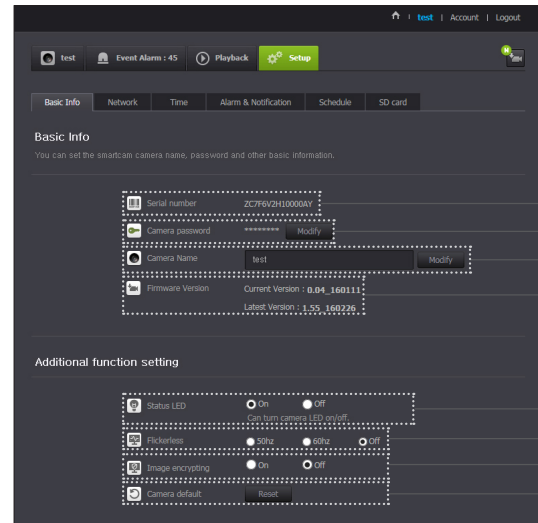 test | Account | Logout
test Event Alarm : 45 Playback Setup N
Basic Info Network Time Alarm & Notification Schedule SD card
Basic Info
You can set the smartcam camera name, password and other basic information.
Serial number ZC7F6V2H10000AY
Camera password ******** Modify
Camera Name test Modify
Firmware Version Current Version : 0.04_160111
Latest Version : 1.55_160226
Additional function setting
Status LED On Off
Can turn camera LED on/off.
Flickerless 50hz 60hz Off
Image encrypting On Off
Camera default Reset